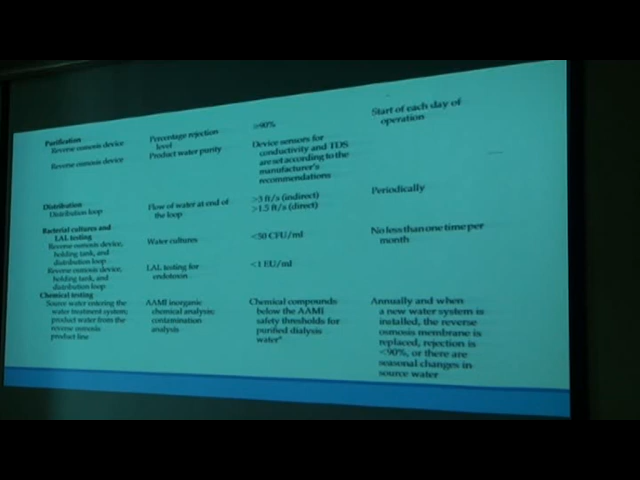 Purification
Reverse osmosis device
Percentage rejection
level
≥90%
Start of each day of
operation
Reverse osmosis device
Product water purity
Device sensors for
conductivity and TDS
are set according to the
manufacturer's
recommendations
Distribution
Distribution loop
Flow of water at end of
the loop
>3 ft/s (indirect)
>1.5 ft/s (direct)
Periodically
Bacterial cultures and
LAL testing
Reverse osmosis device,
holding tank, and
distribution loop
Water cultures
<50 CFU/ml
No less than one time per
month
Reverse osmosis device,
holding tank, and
distribution loop
LAL testing for
endotoxin
<1 EU/ml
Chemical testing
Source water entering the
water treatment system;
product water from the
reverse osmosis
product line
AAMI inorganic
chemical analysis;
contamination
analysis
Chemical compounds
below the AAMI
safety thresholds for
purified dialysis
water
Annually and when
a new water system is
installed, the reverse
osmosis membrane is
replaced, rejection is
<90%, or there are
seasonal changes in
source water